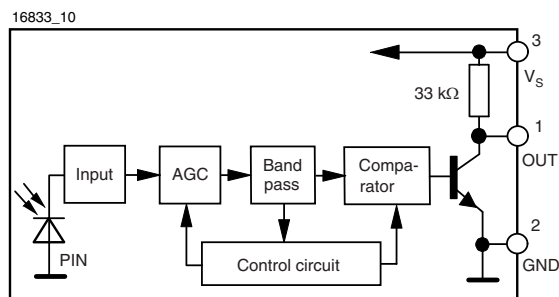 16833_10
3
V_S
33 kΩ
1
OUT
Input
AGC
Band
pass
Compa-
rator
2
GND
PIN
Control circuit